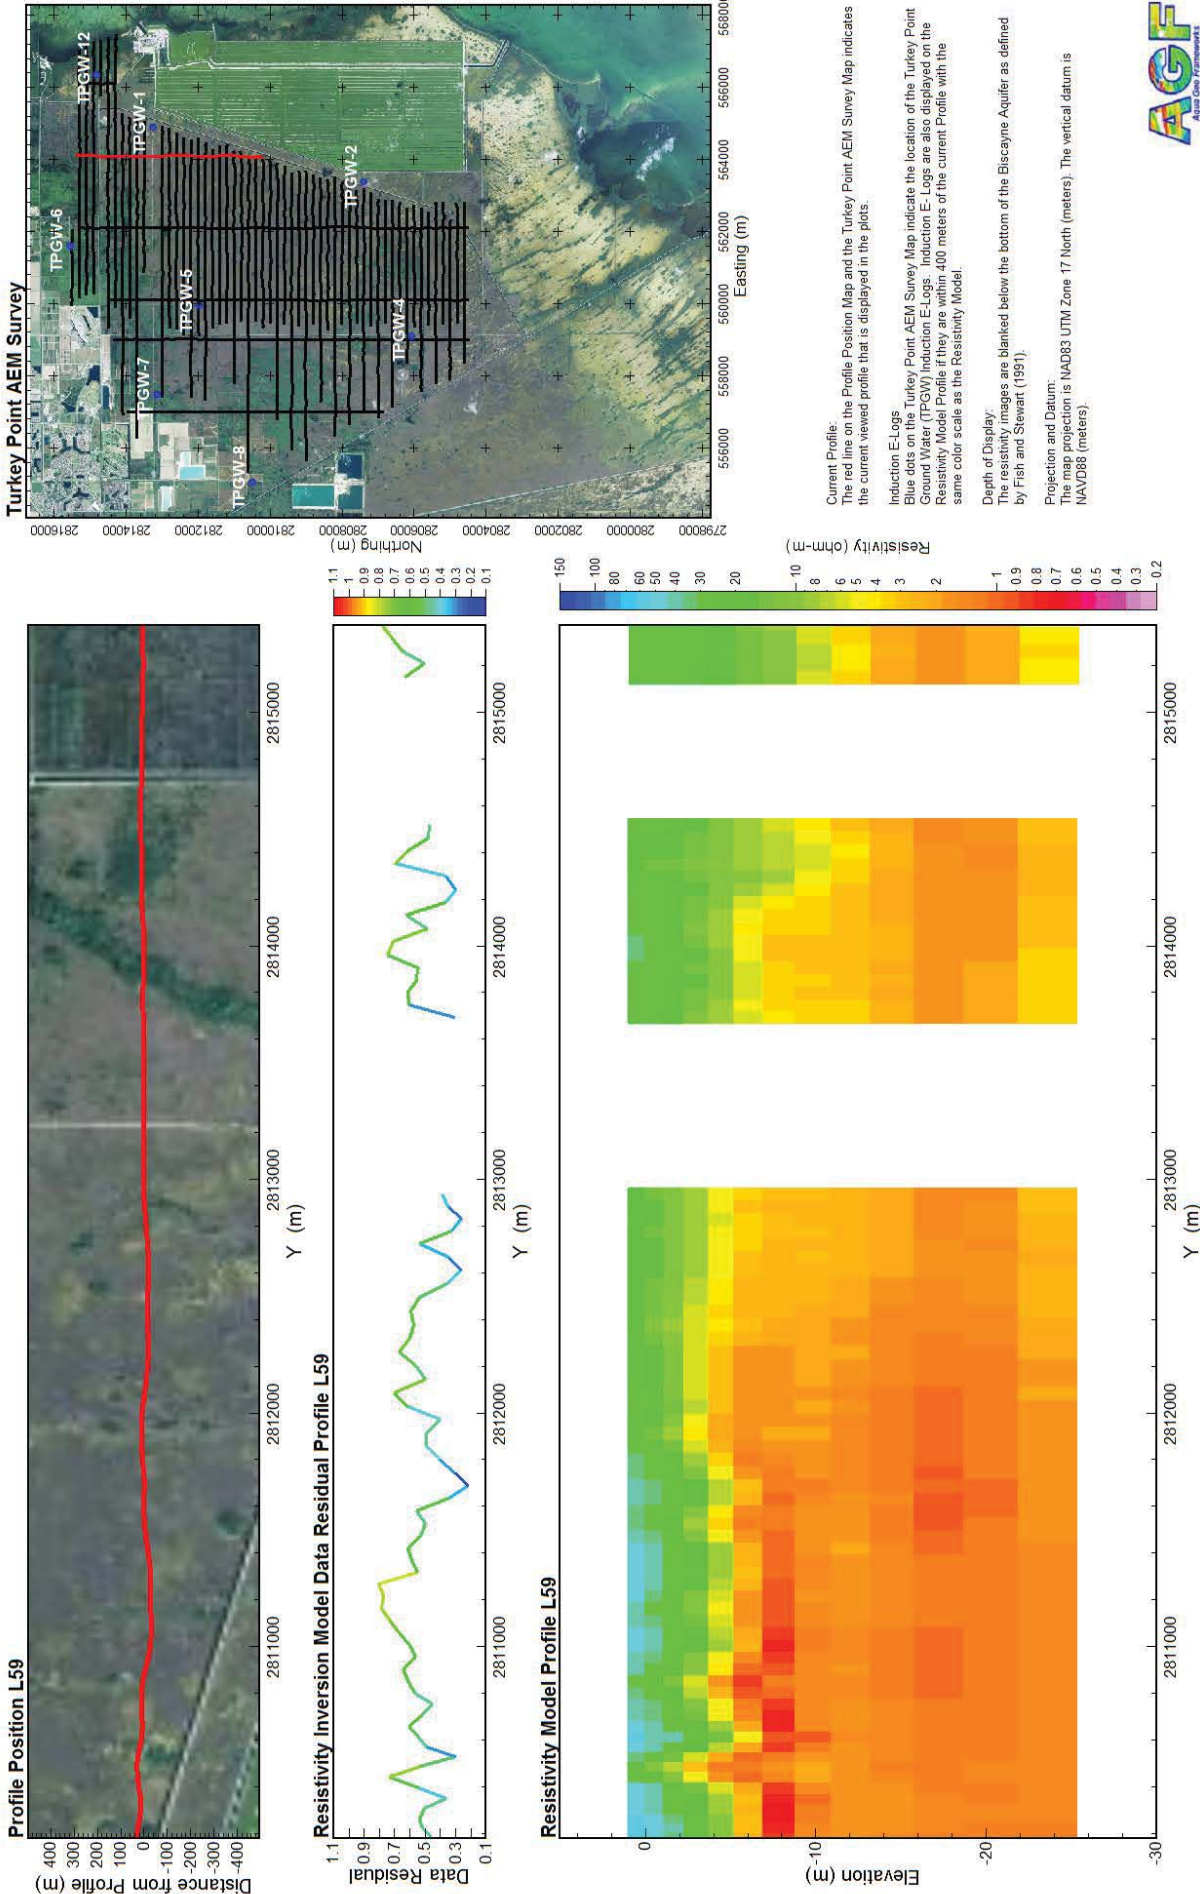 Profile Position L59
Distance from Profile (m)
400
300
200
100
0
-100
-200
-300
-400
2811000
2812000
2813000
2814000
2815000
Y (m)
Resistivity Inversion Model Data Residual Profile L59
Data Residual
1.1
0.9
0.7
0.5
0.3
0.1
2811000
2812000
2813000
2814000
2815000
Y (m)
1.1
1
0.9
0.8
0.7
0.6
0.5
0.4
0.3
0.2
0.1
Resistivity Model Profile L59
Elevation (m)
0
-10
-20
-30
2811000
2812000
2813000
2814000
2815000
Y (m)
Resistivity (ohm-m)
150
100
80
60
50
40
30
20
10
8
6
5
4
3
2
1
0.9
0.8
0.7
0.6
0.5
0.4
0.3
0.2
Turkey Point AEM Survey
TPGW-12
TPGW-1
TPGW-6
TPGW-2
TPGW-5
TPGW-4
TPGW-7
TPGW-8
Northing (m)
2816000
2814000
2812000
2810000
2808000
2806000
2804000
2802000
2800000
2798000
556000
558000
560000
562000
564000
566000
568000
Easting (m)
Current Profile:
The red line on the Profile Position Map and the Turkey Point AEM Survey Map indicates
the current viewed profile that is displayed in the plots.
Induction E-Logs
Blue dots on the Turkey Point AEM Survey Map indicate the location of the Turkey Point
Ground Water (TPGW) Induction E-Logs. Induction E- Logs are also displayed on the
Resistivity Model Profile if they are within 400 meters of the current Profile with the
same color scale as the Resistivity Model.
Depth of Display:
The resistivity images are blanked below the bottom of the Biscayne Aquifer as defined
by Fish and Stewart (1991).
Projection and Datum:
The map projection is NAD83 UTM Zone 17 North (meters). The vertical datum is
NAVD88 (meters).
AGF
Aqua Geo Frameworks